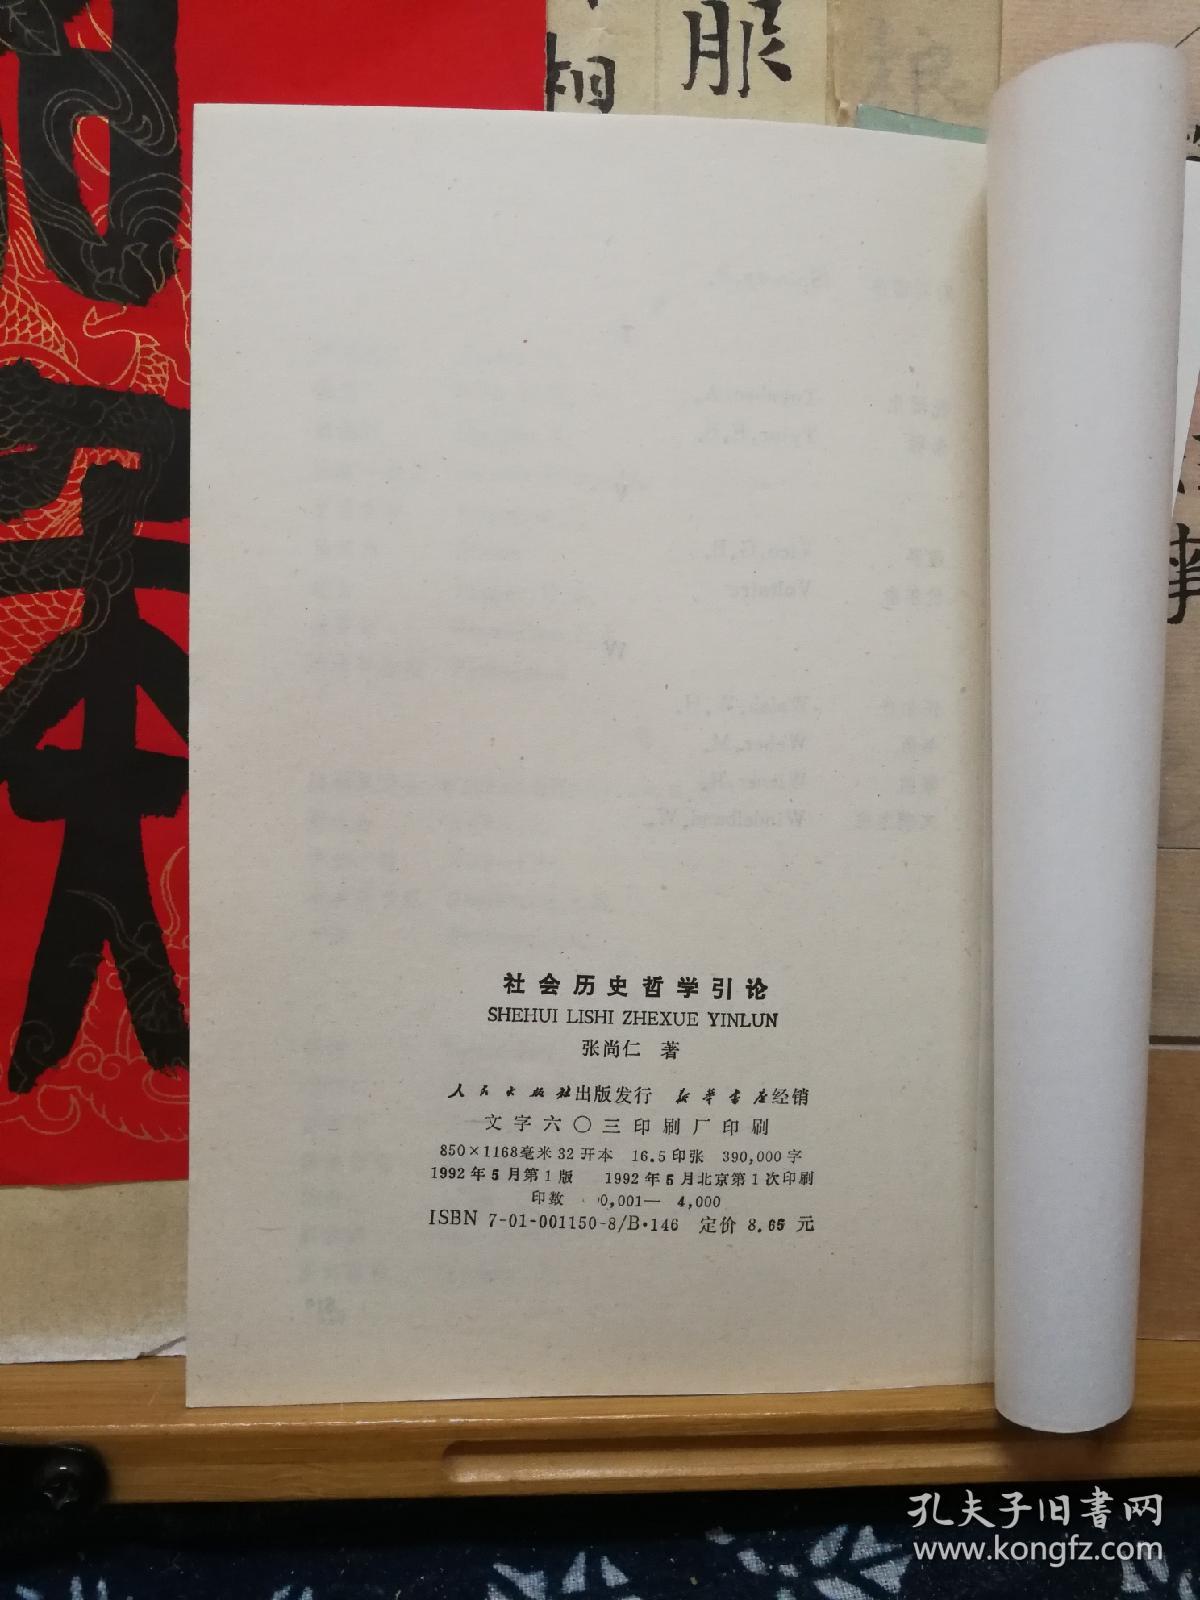 服
相
社会历史哲学引论
SHEHUI LISHI ZHEXUE YINLUN
张尚仁 著
人民出版社出版发行 新华书店经销
文字六〇三印刷厂印刷
850×1168毫米32开本 16.5印张 390,000字
1992年5月第1版 1992年5月北京第1次印刷
印数 0,001— 4,000
ISBN 7-01-001150-8/B·146 定价 8.65 元
孔夫子旧书网
www.kongfz.com